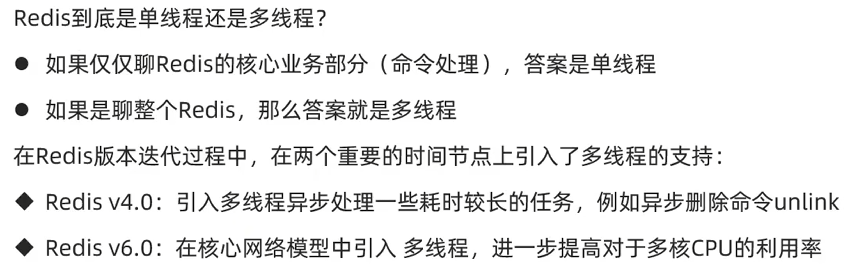 Redis到底是单线程还是多线程?
● 如果仅仅聊Redis的核心业务部分（命令处理），答案是单线程
● 如果是聊整个Redis，那么答案就是多线程
在Redis版本迭代过程中，在两个重要的时间节点上引入了多线程的支持：
◆ Redis v4.0：引入多线程异步处理一些耗时较长的任务，例如异步删除命令unlink
◆ Redis v6.0：在核心网络模型中引入 多线程，进一步提高对于多核CPU的利用率